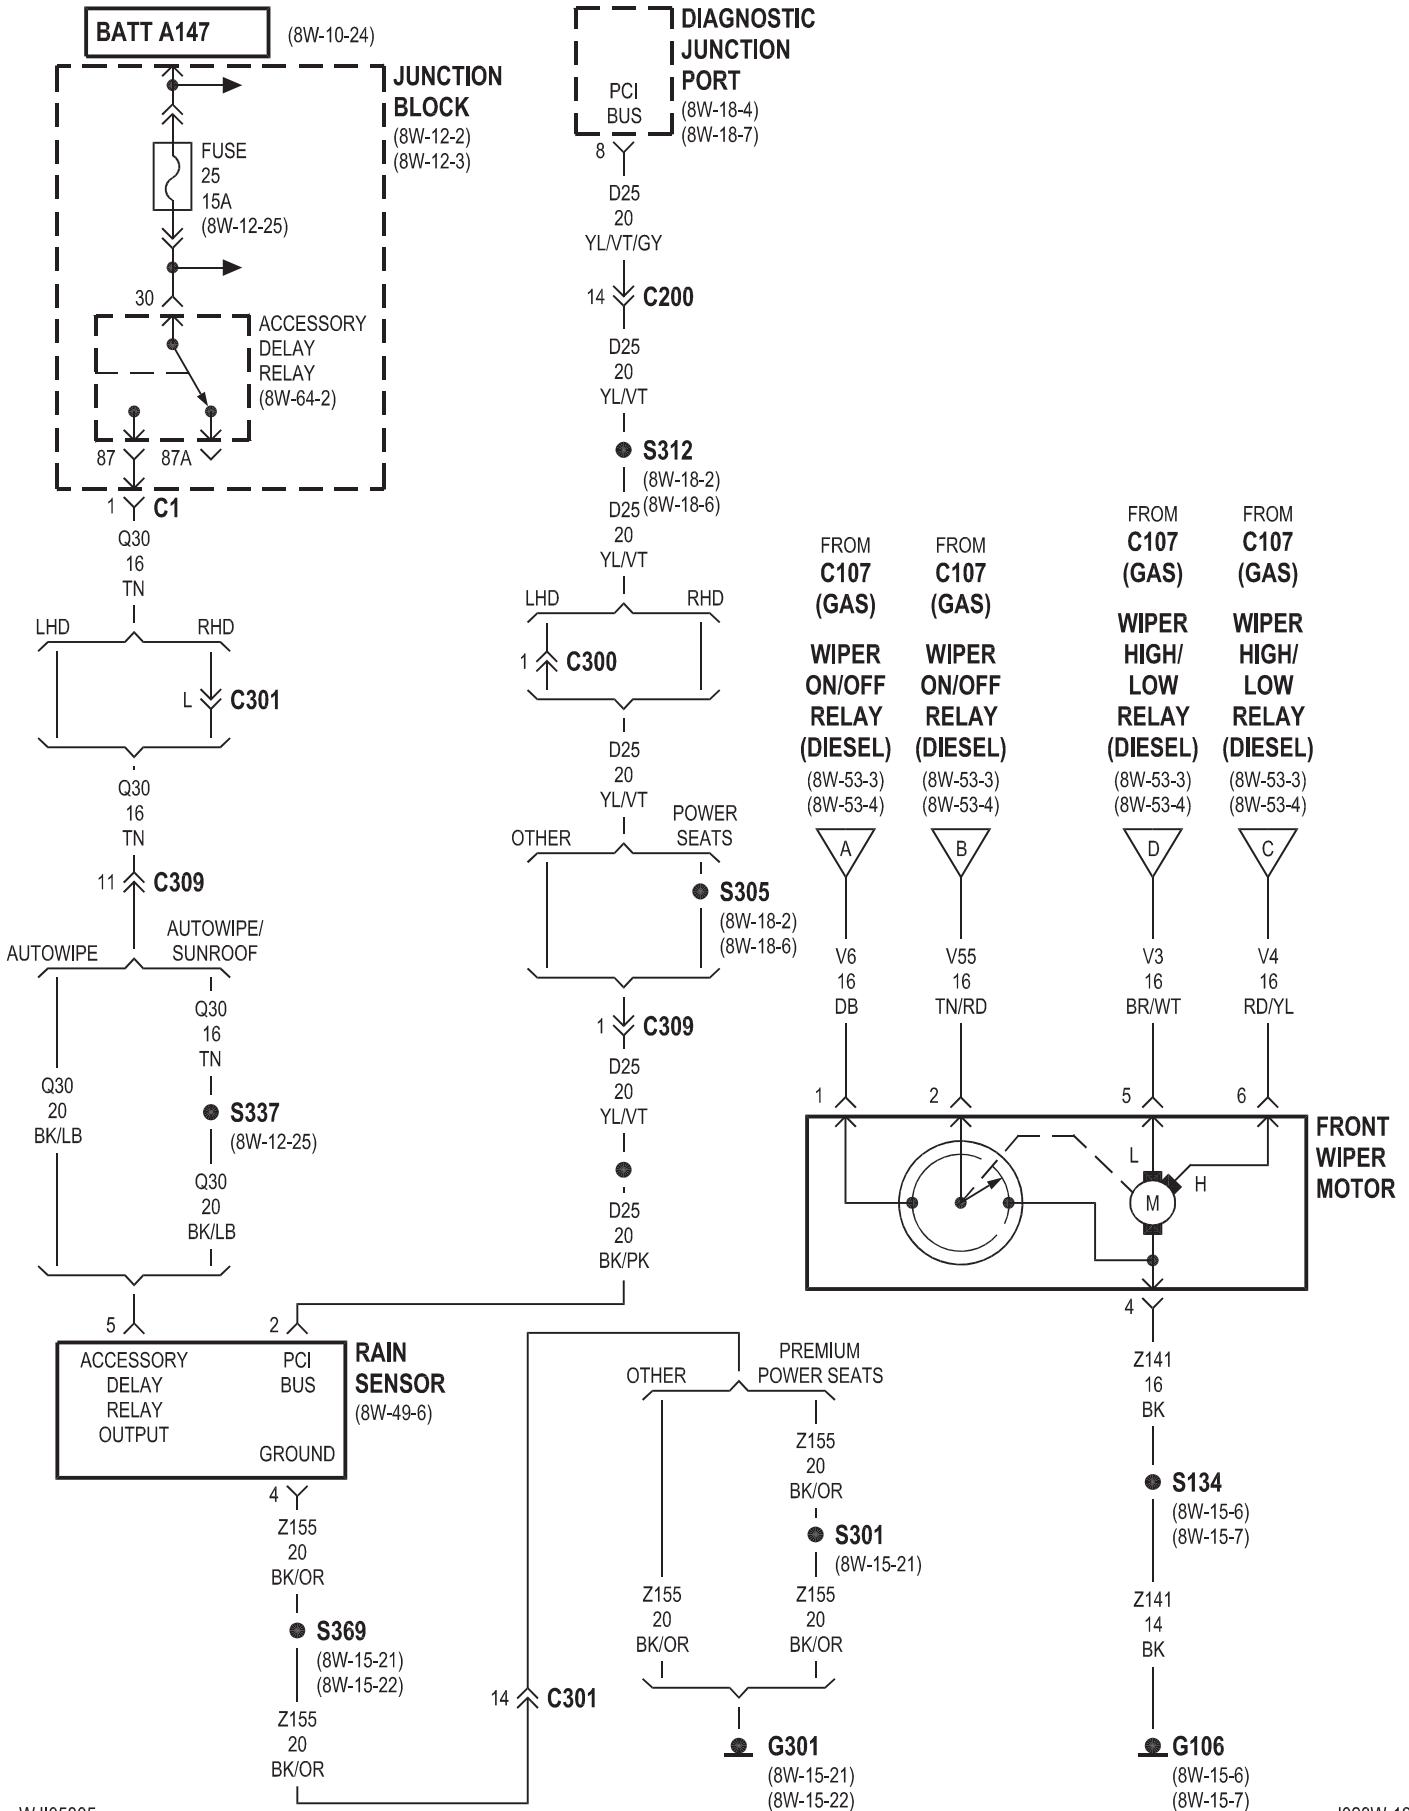 BATT A147
(8W-10-24)
JUNCTION
BLOCK
(8W-12-2)
(8W-12-3)
FUSE
25
15A
(8W-12-25)
30
ACCESSORY
DELAY
RELAY
(8W-64-2)
87
87A
1
C1
Q30
16
TN
LHD
RHD
L
C301
Q30
16
TN
11
C309
AUTOWIPE
AUTOWIPE/
SUNROOF
Q30
16
TN
Q30
20
BK/LB
S337
(8W-12-25)
Q30
20
BK/LB
5
DIAGNOSTIC
JUNCTION
PORT
(8W-18-4)
(8W-18-7)
PCI
BUS
8
D25
20
YL/VT/GY
14
C200
D25
20
YL/VT
S312
(8W-18-2)
(8W-18-6)
D25
20
YL/VT
LHD
RHD
1
C300
D25
20
YL/VT
OTHER
POWER
SEATS
S305
(8W-18-2)
(8W-18-6)
1
C309
D25
20
YL/VT
D25
20
BK/PK
2
RAIN
SENSOR
(8W-49-6)
ACCESSORY
DELAY
RELAY
OUTPUT
PCI
BUS
GROUND
4
Z155
20
BK/OR
S369
(8W-15-21)
(8W-15-22)
Z155
20
BK/OR
14
C301
OTHER
PREMIUM
POWER SEATS
Z155
20
BK/OR
S301
(8W-15-21)
Z155
20
BK/OR
Z155
20
BK/OR
G301
(8W-15-21)
(8W-15-22)
FROM
C107
(GAS)
WIPER
ON/OFF
RELAY
(DIESEL)
(8W-53-3)
(8W-53-4)
A
V6
16
DB
1
FROM
C107
(GAS)
WIPER
ON/OFF
RELAY
(DIESEL)
(8W-53-3)
(8W-53-4)
B
V55
16
TN/RD
2
FROM
C107
(GAS)
WIPER
HIGH/
LOW
RELAY
(DIESEL)
(8W-53-3)
(8W-53-4)
D
V3
16
BR/WT
5
FROM
C107
(GAS)
WIPER
HIGH/
LOW
RELAY
(DIESEL)
(8W-53-3)
(8W-53-4)
C
V4
16
RD/YL
6
FRONT
WIPER
MOTOR
L
H
M
4
Z141
16
BK
S134
(8W-15-6)
(8W-15-7)
Z141
14
BK
G106
(8W-15-6)
(8W-15-7)